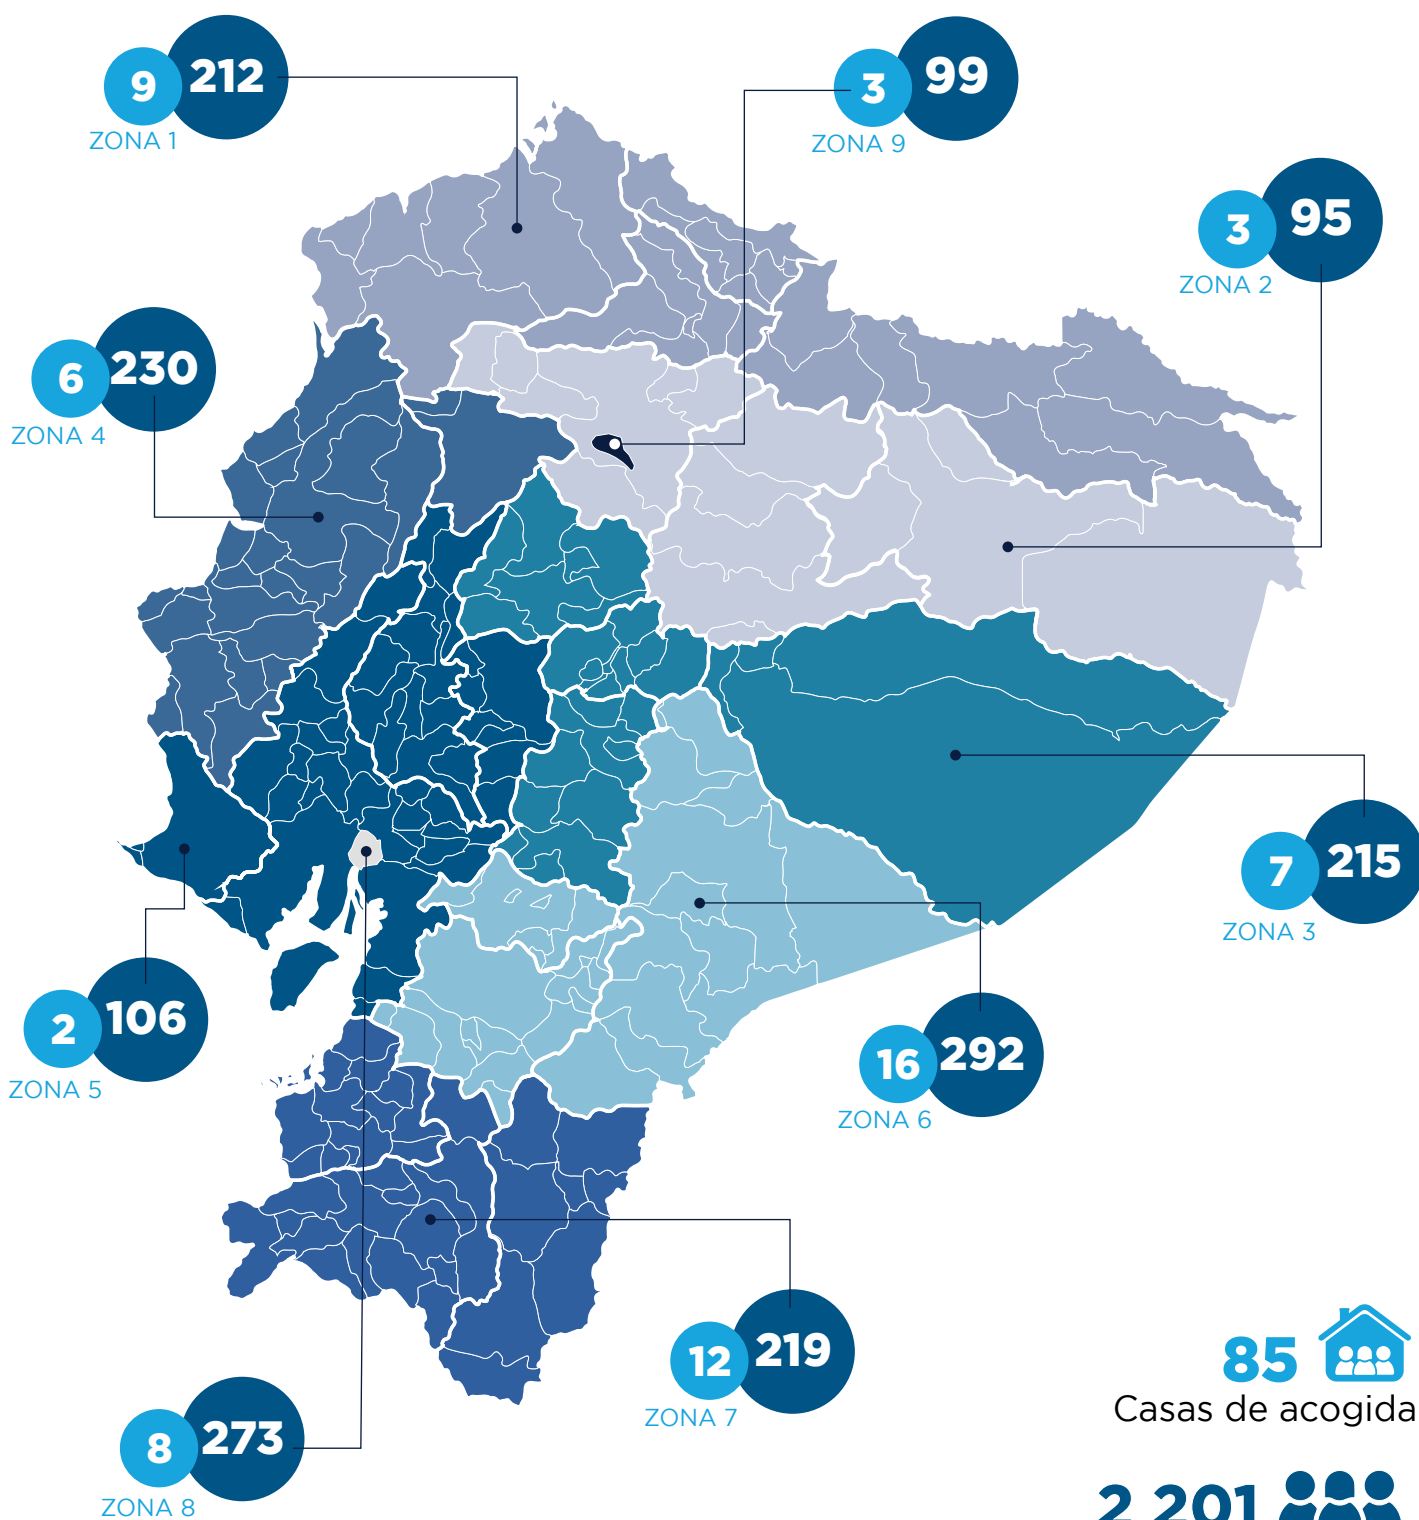 9 212
ZONA 1
3 99
ZONA 9
3 95
ZONA 2
6 230
ZONA 4
7 215
ZONA 3
2 106
ZONA 5
16 292
ZONA 6
12 219
ZONA 7
8 273
ZONA 8
85
Casas de acogida
2 201